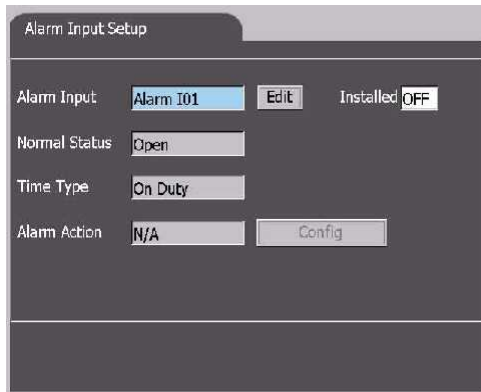 Alarm Input Setup
Alarm Input Alarm I01 Edit Installed OFF
Normal Status Open
Time Type On Duty
Alarm Action N/A Config